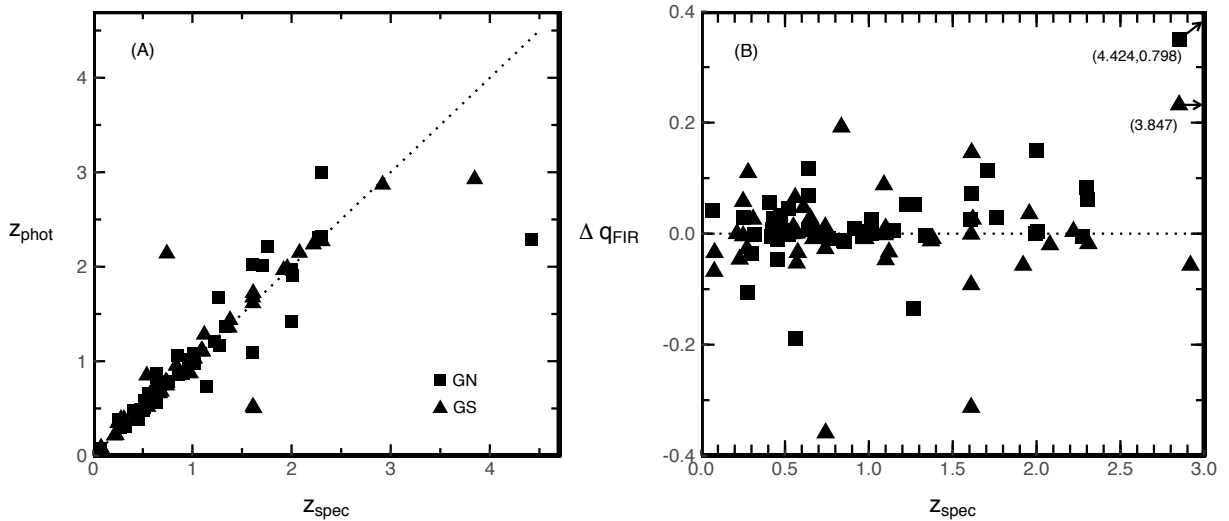 (A)
z_phot
4
3
2
1
0
0 1 2 3 4
z_spec
GN
GS
(B)
Δ q_FIR
0.4
0.2
0.0
-0.2
-0.4
0.0 0.5 1.0 1.5 2.0 2.5 3.0
z_spec
(4.424,0.798)
(3.847)